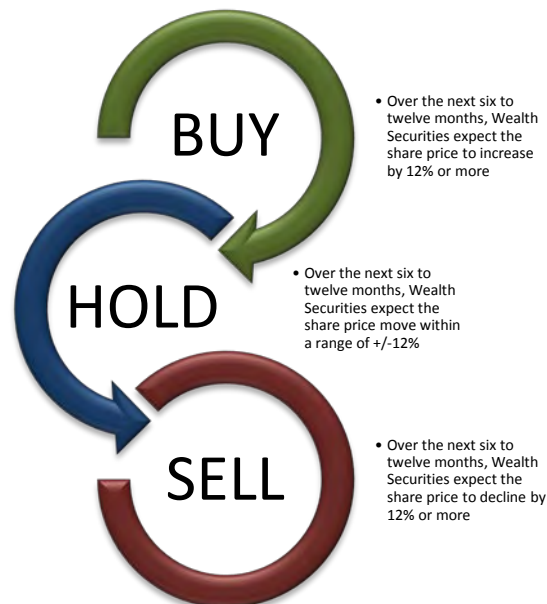 BUY
• Over the next six to
twelve months, Wealth
Securities expect the
share price to increase
by 12% or more
HOLD
• Over the next six to
twelve months, Wealth
Securities expect the
share price move within
a range of +/-12%
SELL
• Over the next six to
twelve months, Wealth
Securities expect the
share price to decline by
12% or more